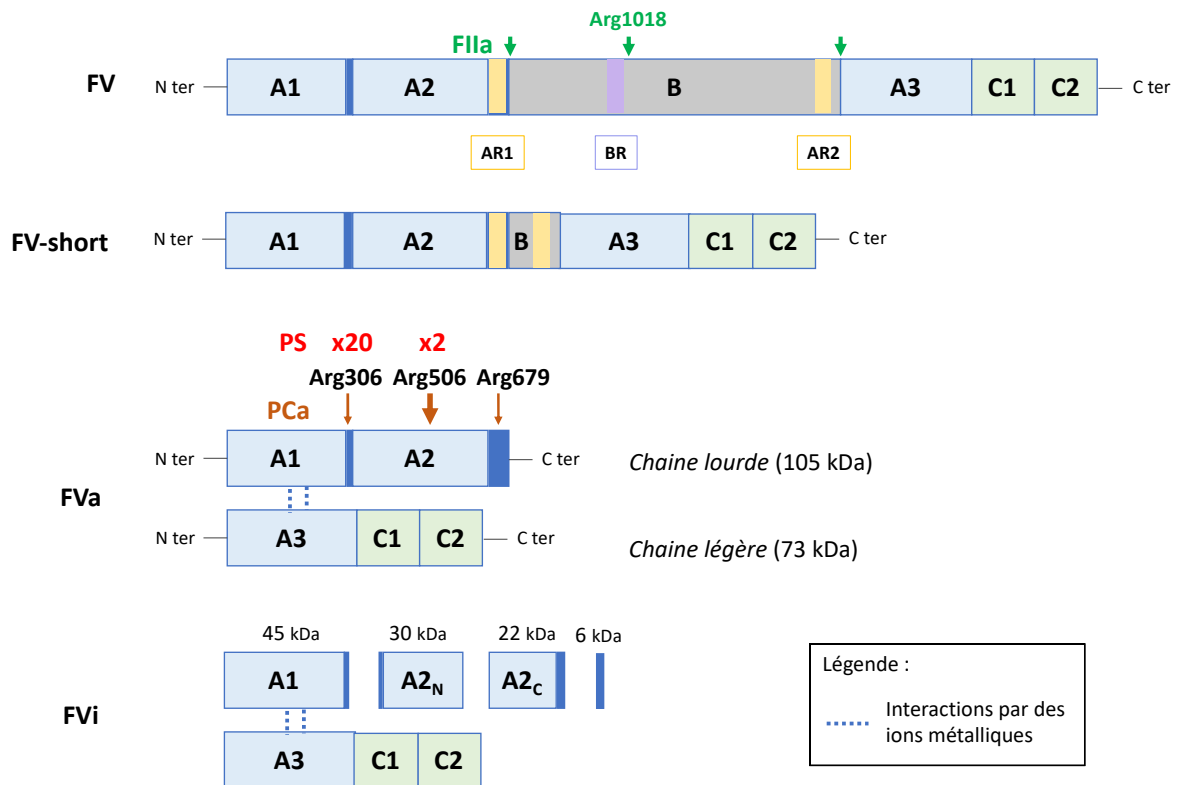 Arg1018
FIIa
FV
N ter
A1
A2
B
A3
C1
C2
C ter
AR1
BR
AR2
FV-short
N ter
A1
A2
B
A3
C1
C2
C ter
PS x20 x2
Arg306 Arg506 Arg679
PCa
FVa
N ter
A1
A2
C ter
Chaine lourde (105 kDa)
N ter
A3
C1
C2
C ter
Chaine légère (73 kDa)
45 kDa
30 kDa
22 kDa
6 kDa
FVi
A1
A2N
A2C
A3
C1
C2
Légende :
Interactions par des
ions métalliques